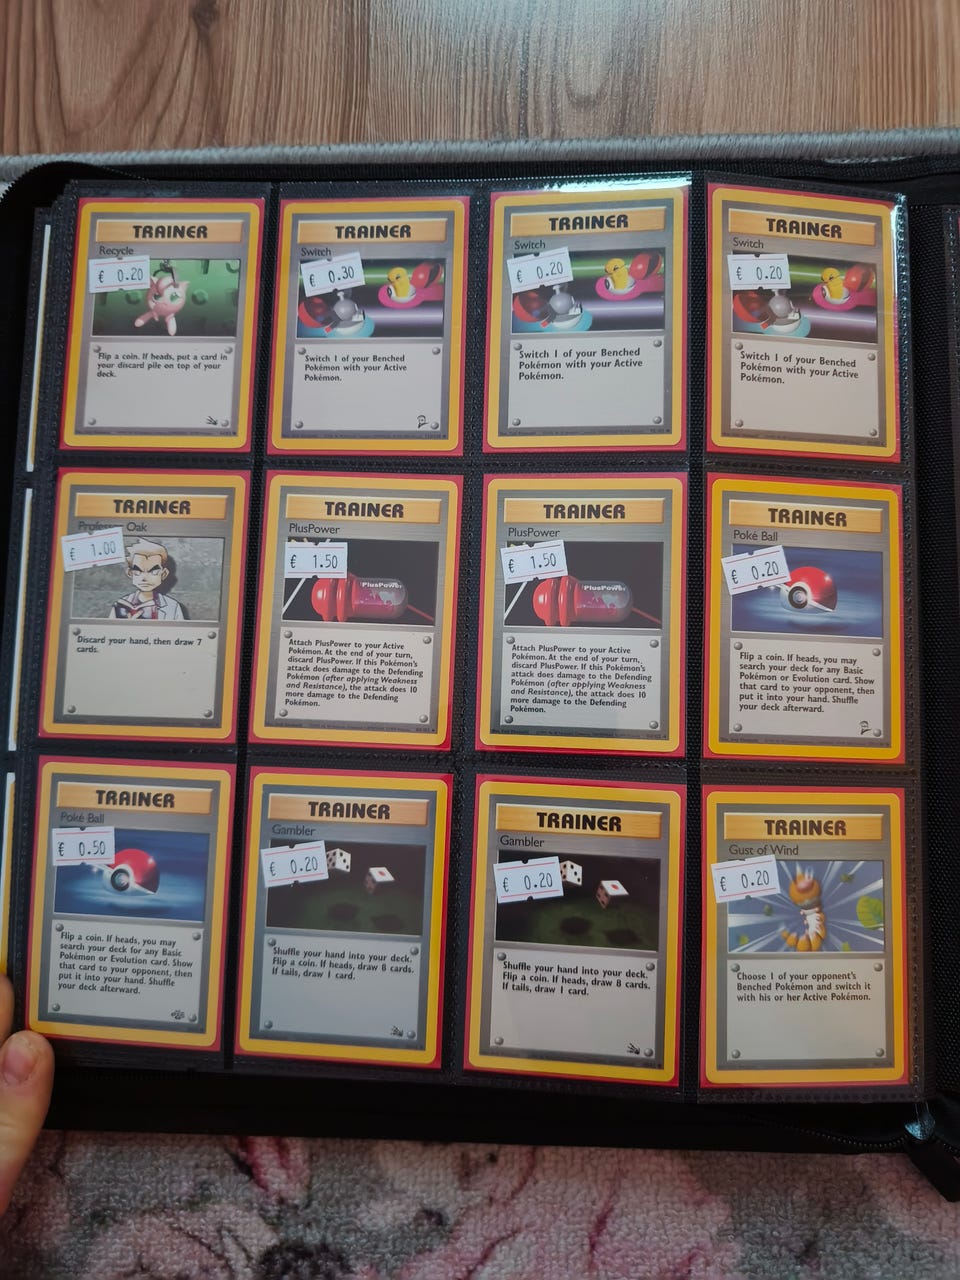 TRAINER
Recycle
€ 0.20
Flip a coin. If heads, put a card in
your discard pile on top of your
deck.
TRAINER
Switch
€ 0.30
Switch 1 of your Benched
Pokémon with your Active
Pokémon.
TRAINER
Switch
€ 0.20
Switch 1 of your Benched
Pokémon with your Active
Pokémon.
TRAINER
Switch
€ 0.20
Switch 1 of your Benched
Pokémon with your Active
Pokémon.
TRAINER
Professor Oak
€ 1.00
Discard your hand, then draw 7
cards.
TRAINER
PlusPower
€ 1.50
PlusPower
Attach PlusPower to your Active
Pokémon. At the end of your turn,
discard PlusPower. If this Pokémon's
attack does damage to the Defending
Pokémon (after applying Weakness
and Resistance), the attack does 10
more damage to the Defending
Pokémon.
TRAINER
PlusPower
€ 1.50
PlusPower
Attach PlusPower to your Active
Pokémon. At the end of your turn,
discard PlusPower. If this Pokémon's
attack does damage to the Defending
Pokémon (after applying Weakness
and Resistance), the attack does 10
more damage to the Defending
Pokémon.
TRAINER
Poké Ball
€ 0.20
Flip a coin. If heads, you may
search your deck for any Basic
Pokémon or Evolution card. Show
that card to your opponent, then
put it into your hand. Shuffle
your deck afterward.
TRAINER
Poké Ball
€ 0.50
Flip a coin. If heads, you may
search your deck for any Basic
Pokémon or Evolution card. Show
that card to your opponent, then
put it into your hand. Shuffle
your deck afterward.
TRAINER
Gambler
€ 0.20
Shuffle your hand into your deck.
Flip a coin. If heads, draw 8 cards.
If tails, draw 1 card.
TRAINER
Gambler
€ 0.20
Shuffle your hand into your deck.
Flip a coin. If heads, draw 8 cards.
If tails, draw 1 card.
TRAINER
Gust of Wind
€ 0.20
Choose 1 of your opponent's
Benched Pokémon and switch it
with his or her Active Pokémon.